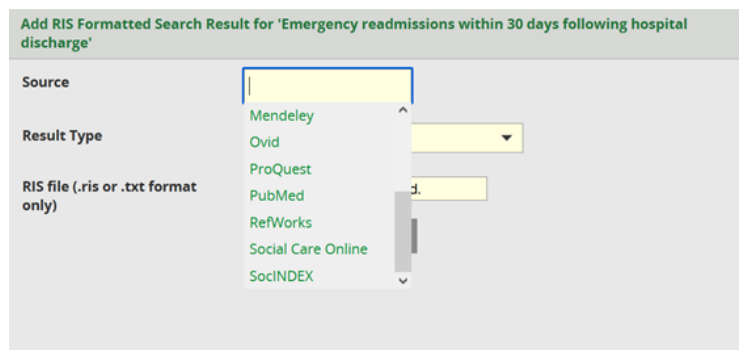 Add RIS Formatted Search Result for 'Emergency readmissions within 30 days following hospital
discharge'
Source
Mendeley
Result Type
Ovid
ProQuest
RIS file (.ris or .txt format
only)
PubMed
d.
RefWorks
Social Care Online
SocINDEX